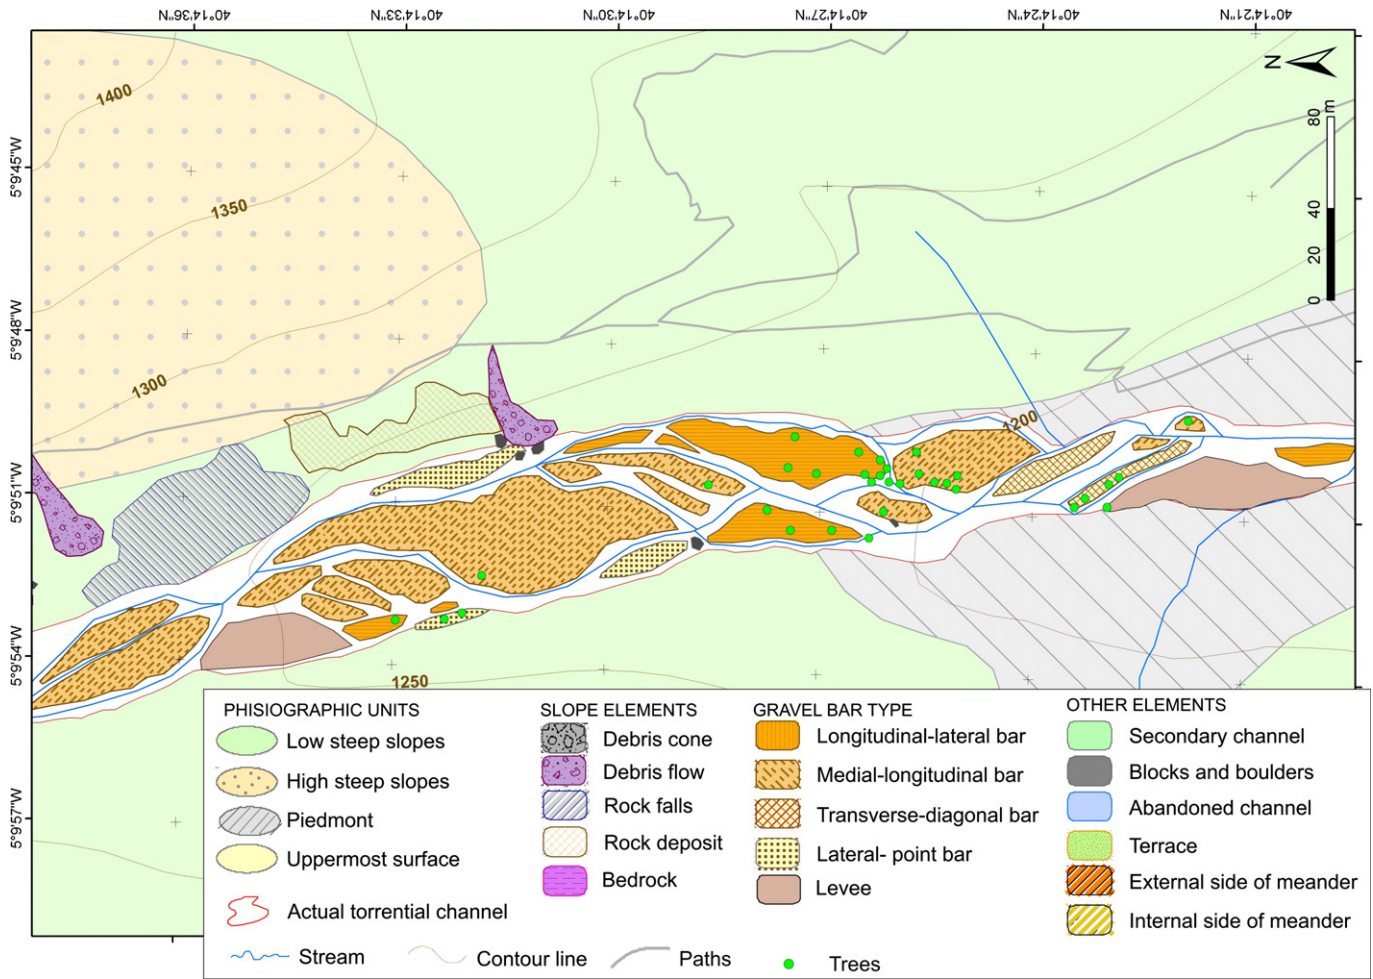 40°14'36"N
40°14'33"N
40°14'30"N
40°14'27"N
40°14'24"N
40°14'21"N
N
80 m
40
20
0
5°9'45"W
5°9'48"W
5°9'51"W
5°9'54"W
5°9'57"W
1400
1350
1300
1200
1250
PHISIOGRAPHIC UNITS
Low steep slopes
High steep slopes
Piedmont
Uppermost surface
Actual torrential channel
SLOPE ELEMENTS
Debris cone
Debris flow
Rock falls
Rock deposit
Bedrock
GRAVEL BAR TYPE
Longitudinal-lateral bar
Medial-longitudinal bar
Transverse-diagonal bar
Lateral- point bar
Levee
OTHER ELEMENTS
Secondary channel
Blocks and boulders
Abandoned channel
Terrace
External side of meander
Internal side of meander
Stream
Contour line
Paths
Trees